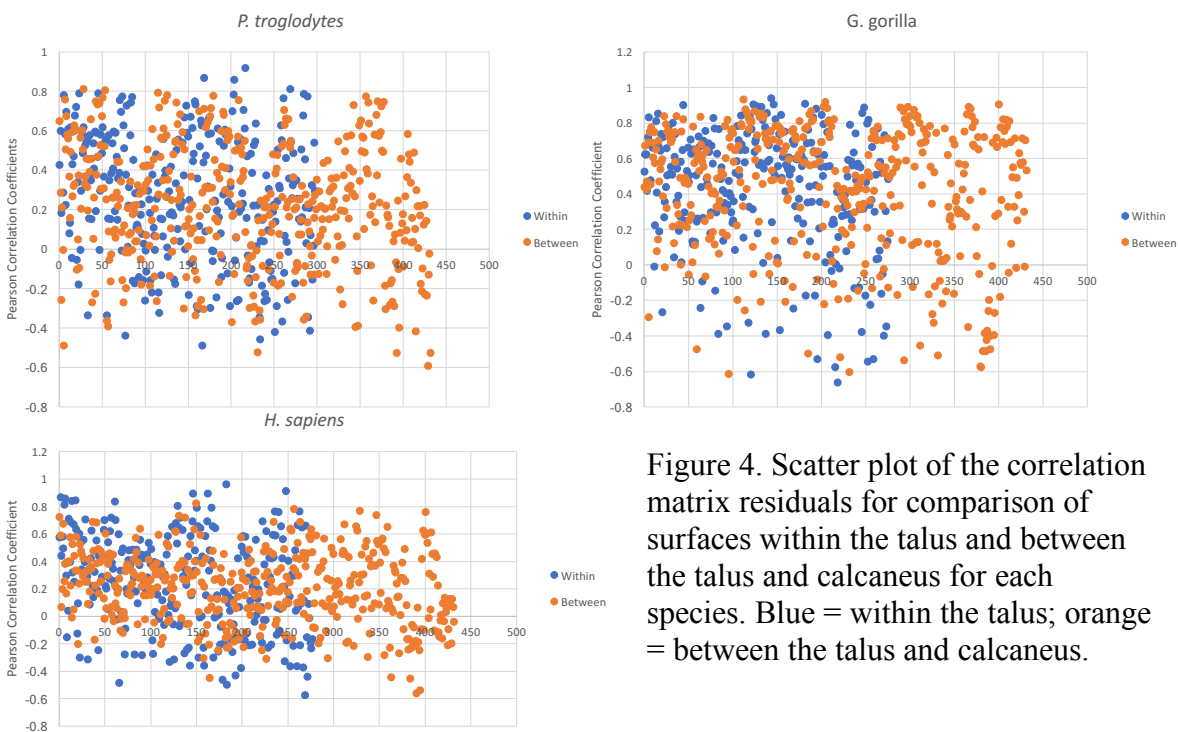 P. troglodytes
Pearson Correlation Coefficients
1
0.8
0.6
0.4
0.2
0
-0.2
-0.4
-0.6
-0.8
0 50 100 150 200 250 300 350 400 450 500
Within
Between
G. gorilla
Pearson Correlation Coefficient
1.2
1
0.8
0.6
0.4
0.2
0
-0.2
-0.4
-0.6
-0.8
0 50 100 150 200 250 300 350 400 450 500
Within
Between
H. sapiens
Pearson Correlation Coefficient
1.2
1
0.8
0.6
0.4
0.2
0
-0.2
-0.4
-0.6
-0.8
0 50 100 150 200 250 300 350 400 450 500
Within
Between
Figure 4. Scatter plot of the correlation
matrix residuals for comparison of
surfaces within the talus and between
the talus and calcaneus for each
species. Blue = within the talus; orange
= between the talus and calcaneus.